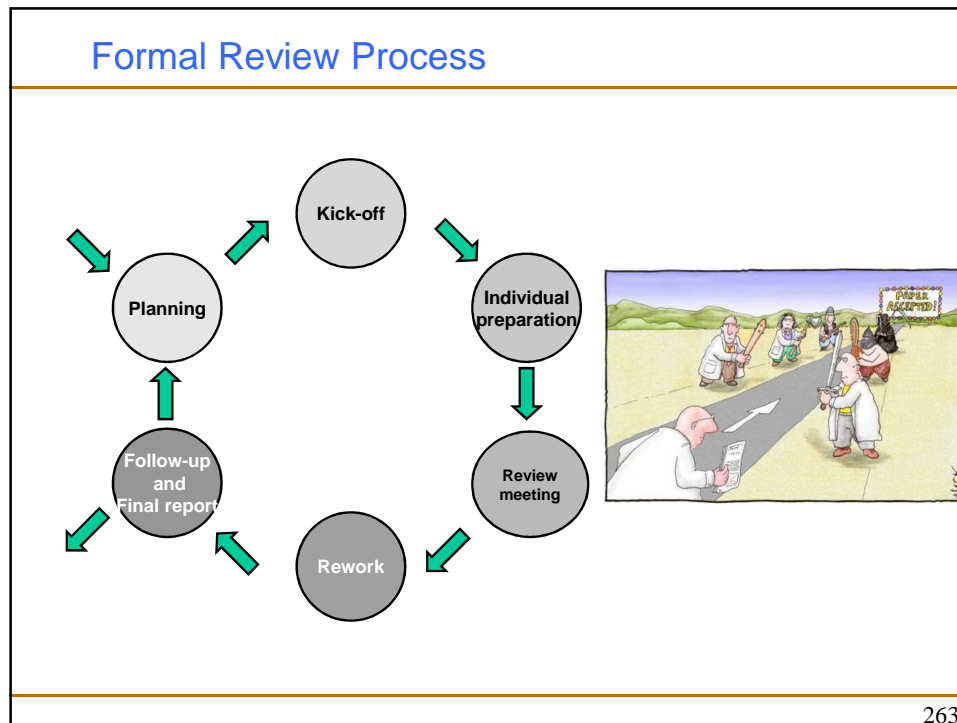 Formal Review Process
Kick-off
Planning
Individual
preparation
PAPER
ACCEPTED!
Follow-up
and
Final report
Review
meeting
Rework
NICK
263